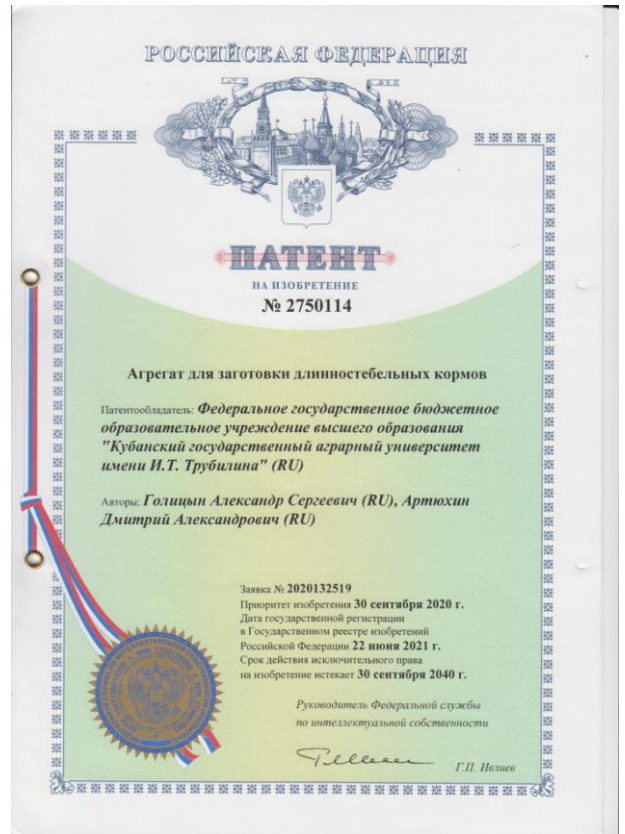 РОССИЙСКАЯ ФЕДЕРАЦИЯ
ПАТЕНТ
НА ИЗОБРЕТЕНИЕ
№ 2750114
Агрегат для заготовки длинностебельных кормов
Патентообладатель: Федеральное государственное бюджетное
образовательное учреждение высшего образования
"Кубанский государственный аграрный университет
имени И.Т. Трубилина" (RU)
Авторы: Голицын Александр Сергеевич (RU), Артюхин
Дмитрий Александрович (RU)
Заявка № 2020132519
Приоритет изобретения 30 сентября 2020 г.
Дата государственной регистрации
в Государственном реестре изобретений
Российской Федерации 22 июня 2021 г.
Срок действия исключительного права
на изобретение истекает 30 сентября 2040 г.
Руководитель Федеральной службы
по интеллектуальной собственности
Г.П. Ивлиев